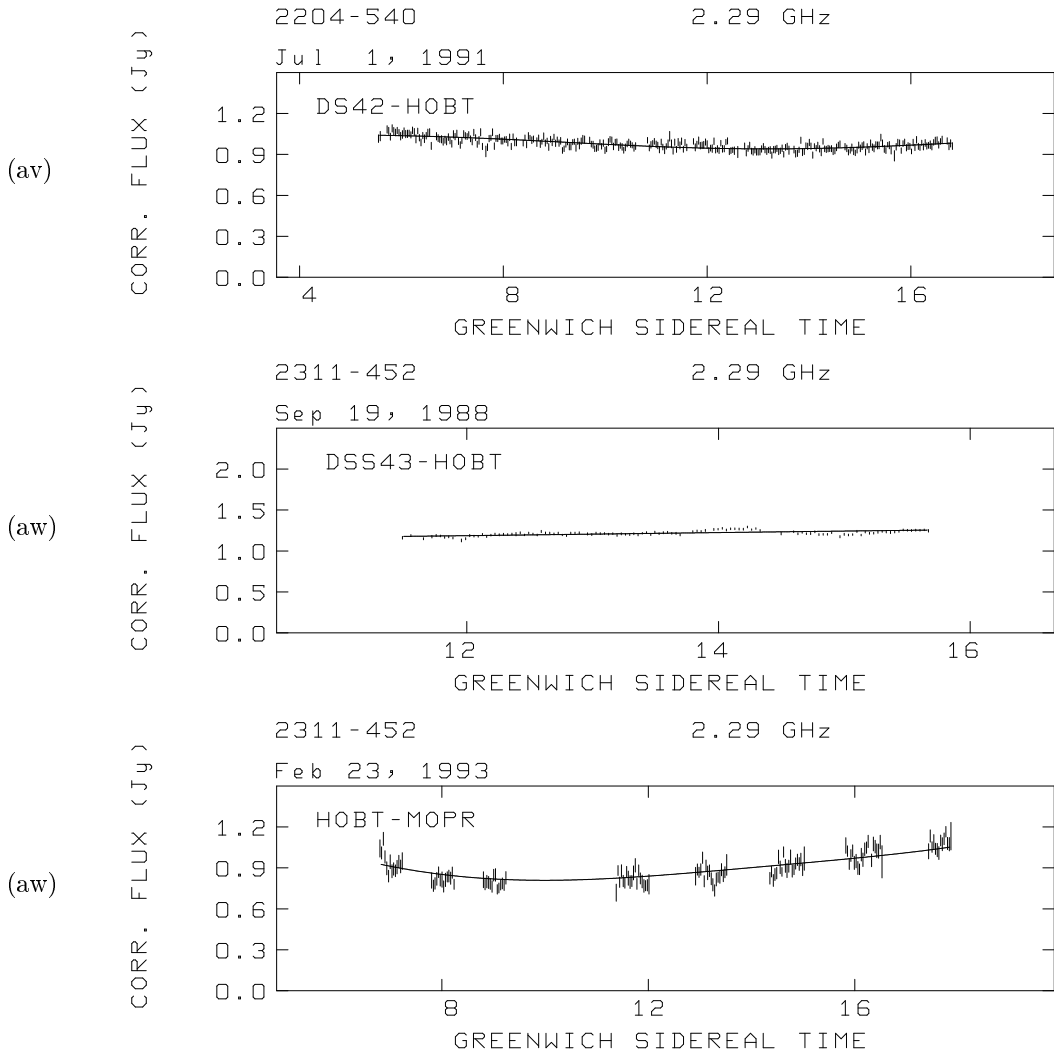 2204-540 2.29 GHz
Jul 1, 1991
DS42-HOBT
(av)
CORR. FLUX (Jy)
1.2
0.9
0.6
0.3
0.0
4 8 12 16
GREENWICH SIDEREAL TIME
2311-452 2.29 GHz
Sep 19, 1988
DSS43-HOBT
(aw)
CORR. FLUX (Jy)
2.0
1.5
1.0
0.5
0.0
12 14 16
GREENWICH SIDEREAL TIME
2311-452 2.29 GHz
Feb 23, 1993
HOBT-MOPR
(aw)
CORR. FLUX (Jy)
1.2
0.9
0.6
0.3
0.0
8 12 16
GREENWICH SIDEREAL TIME